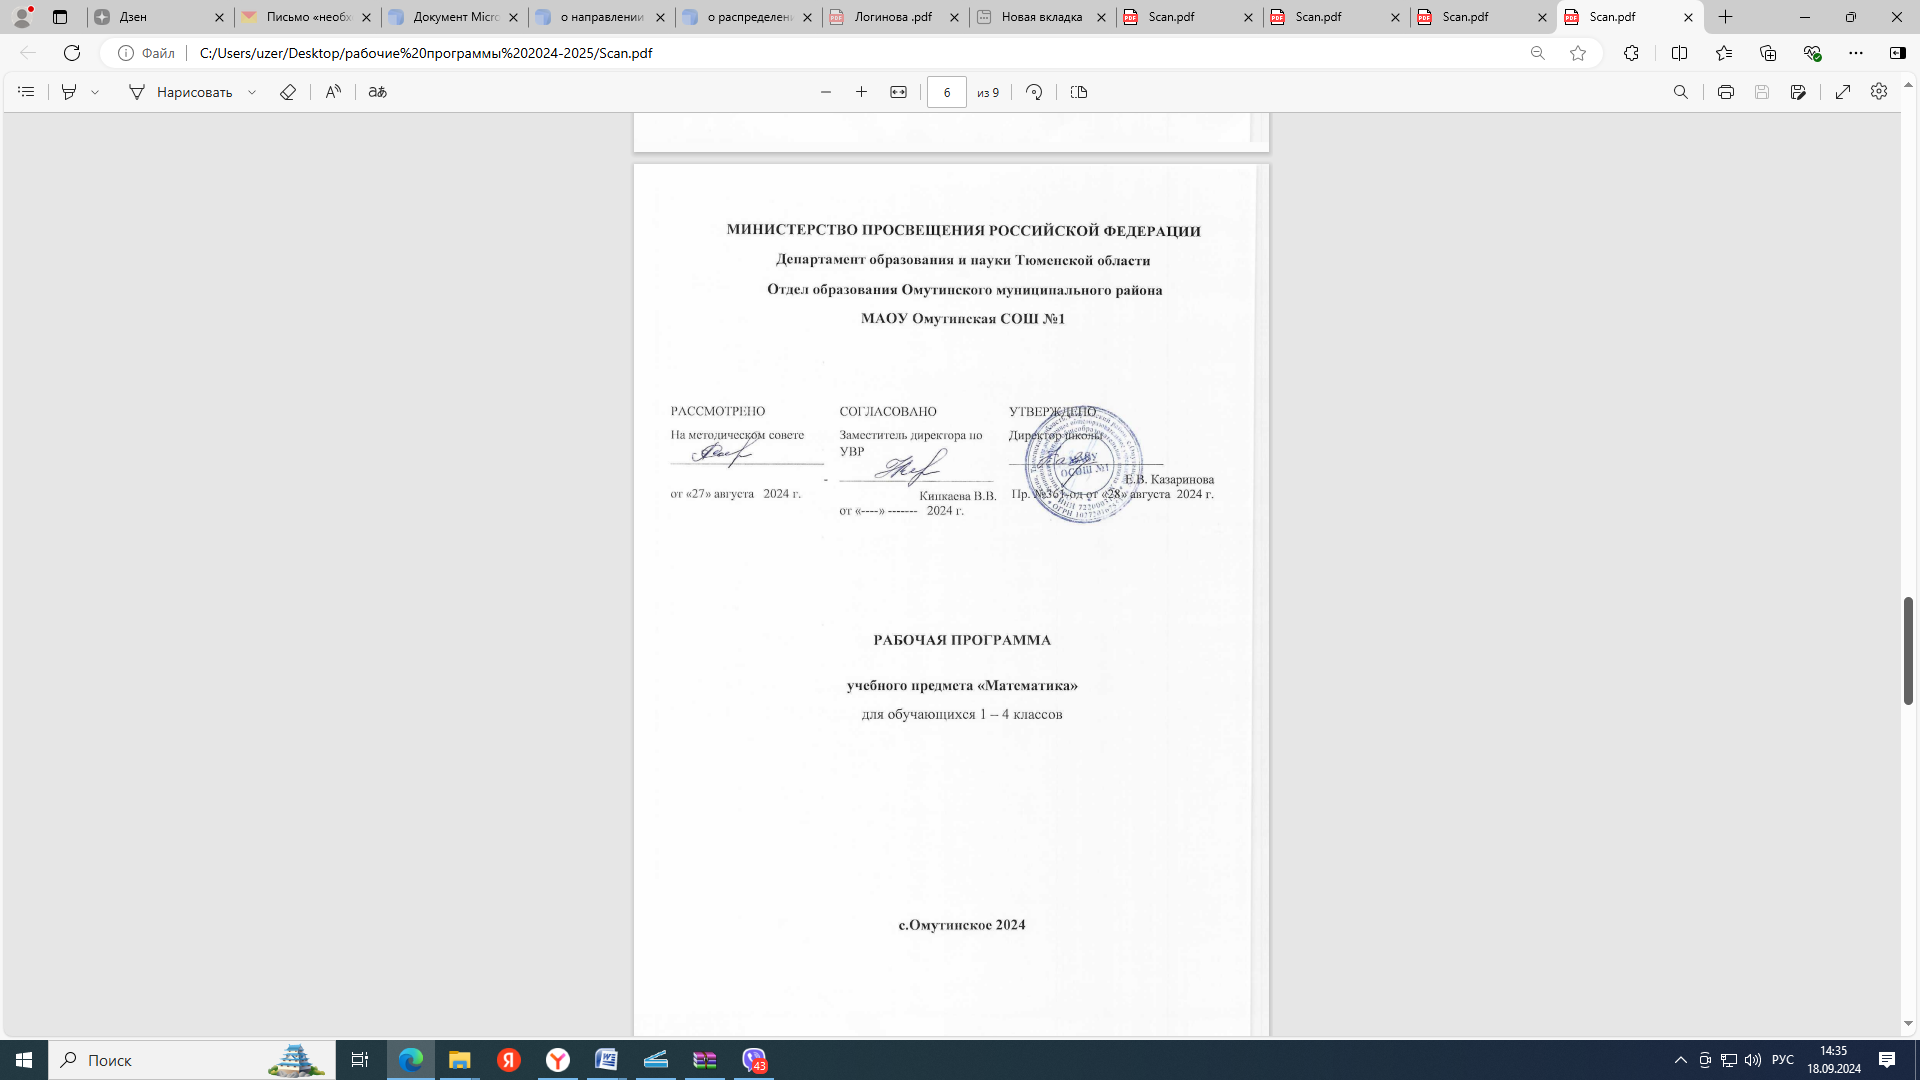 Дзен
Письмо «необх
Документ Micro
о направлении
о распределен
Логинова .pdf
Новая вкладка
Scan.pdf
Scan.pdf
Scan.pdf
Scan.pdf
Файл
C:/Users/uzer/Desktop/рабочие%20программы%202024-2025/Scan.pdf
Нарисовать
6 из 9
МИНИСТЕРСТВО ПРОСВЕЩЕНИЯ РОССИЙСКОЙ ФЕДЕРАЦИИ
Департамент образования и науки Тюменской области
Отдел образования Омутинского муниципального района
МАОУ Омутинская СОШ №1
РАССМОТРЕНО
На методическом совете
от «27» августа 2024 г.
СОГЛАСОВАНО
Заместитель директора по
УВР
Кипкаева В.В.
от «----» ------- 2024 г.
УТВЕРЖДЕНО
Директор школы
Е.В. Казаринова
Пр. №361-од от «28» августа 2024 г.
ОСОШ №1
РАБОЧАЯ ПРОГРАММА
учебного предмета «Математика»
для обучающихся 1 – 4 классов
с.Омутинское 2024
Поиск
43
РУС
14:35
18.09.2024